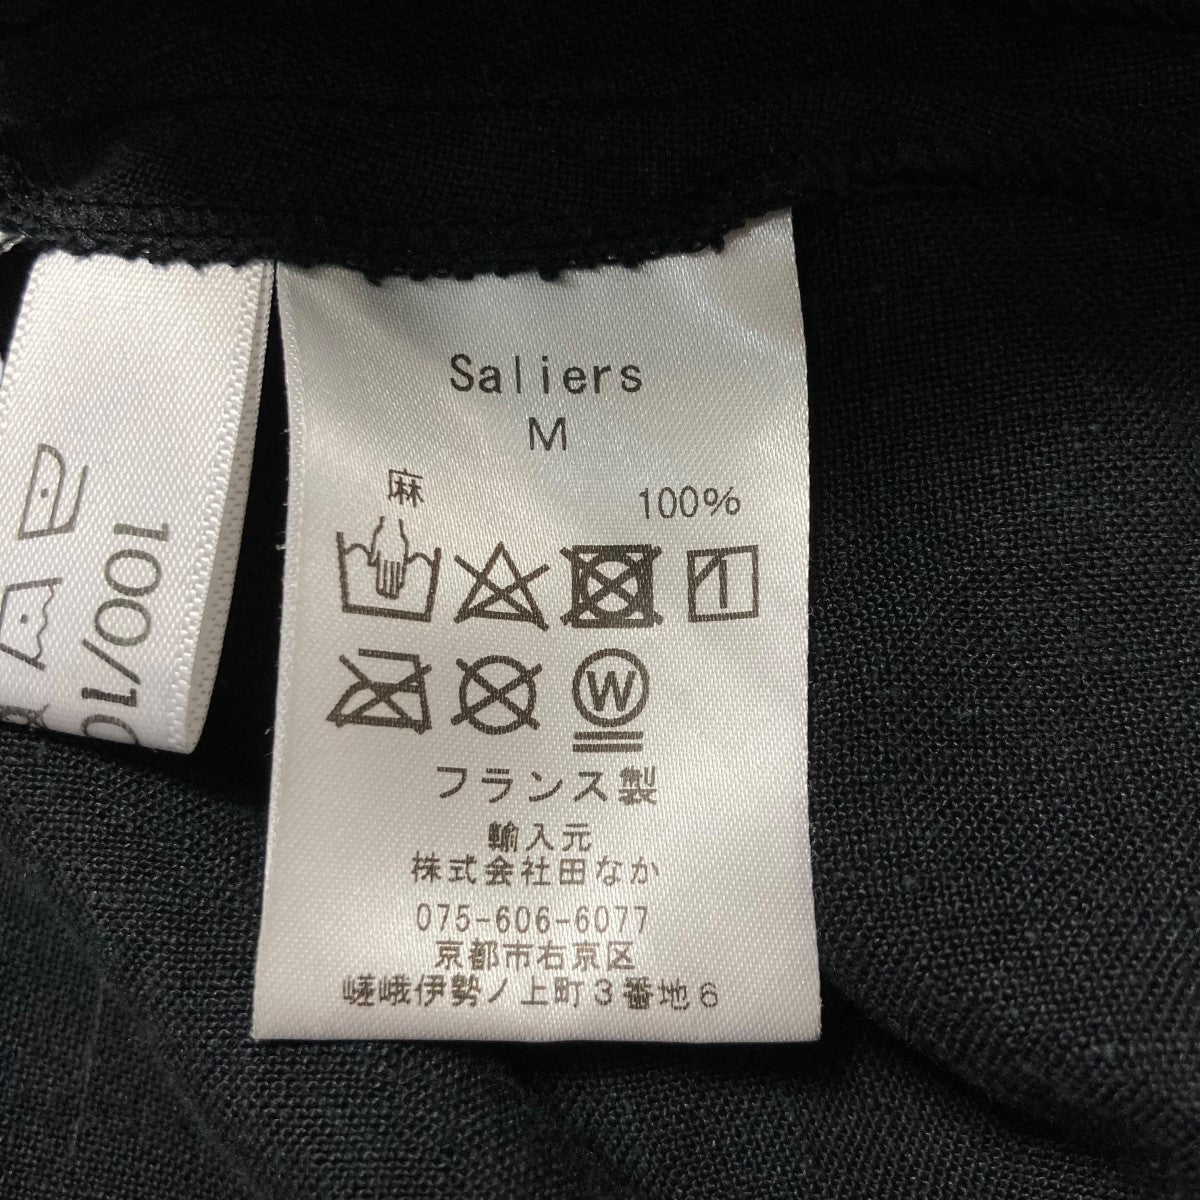 Saliers
M
麻 100%
W
フランス製
輸入元
株式会社田なか
075-606-6077
京都市右京区
嵯峨伊勢ノ上町3番地6
100/10